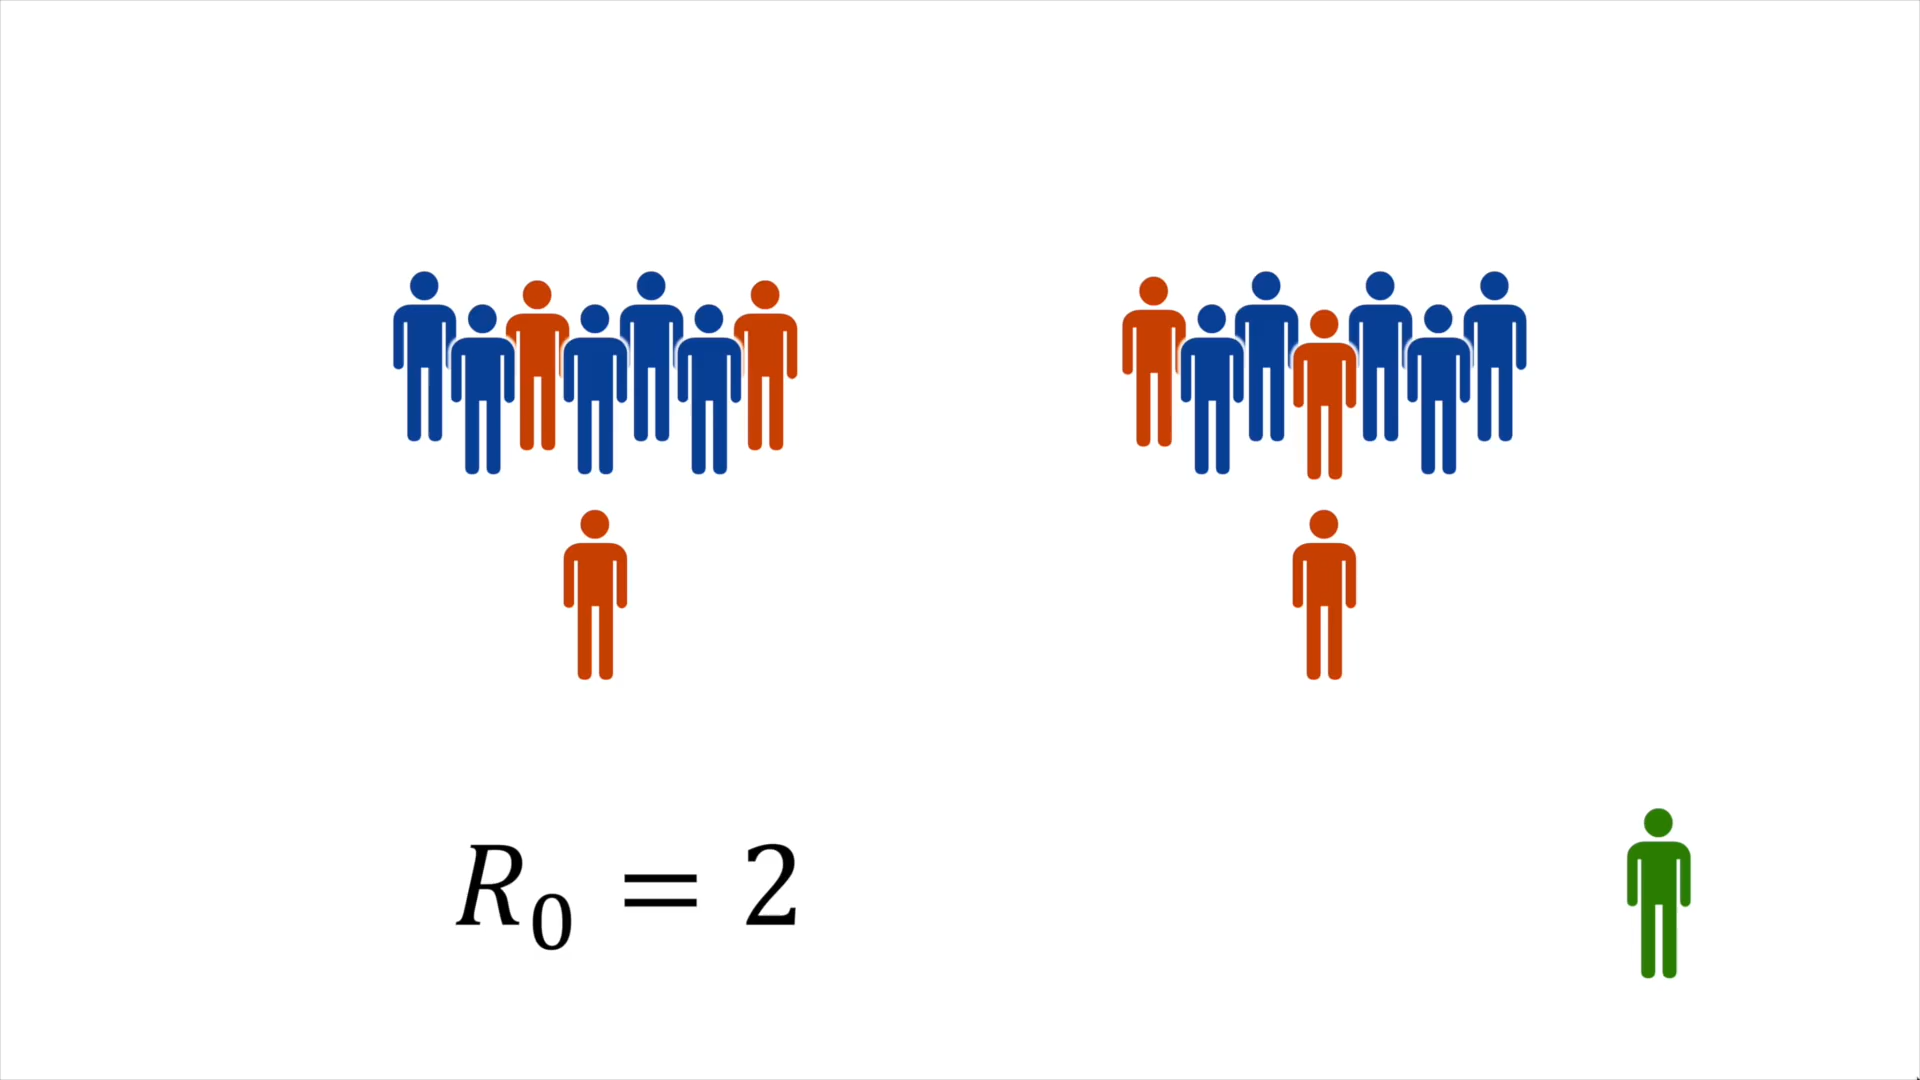 R₀ = 2